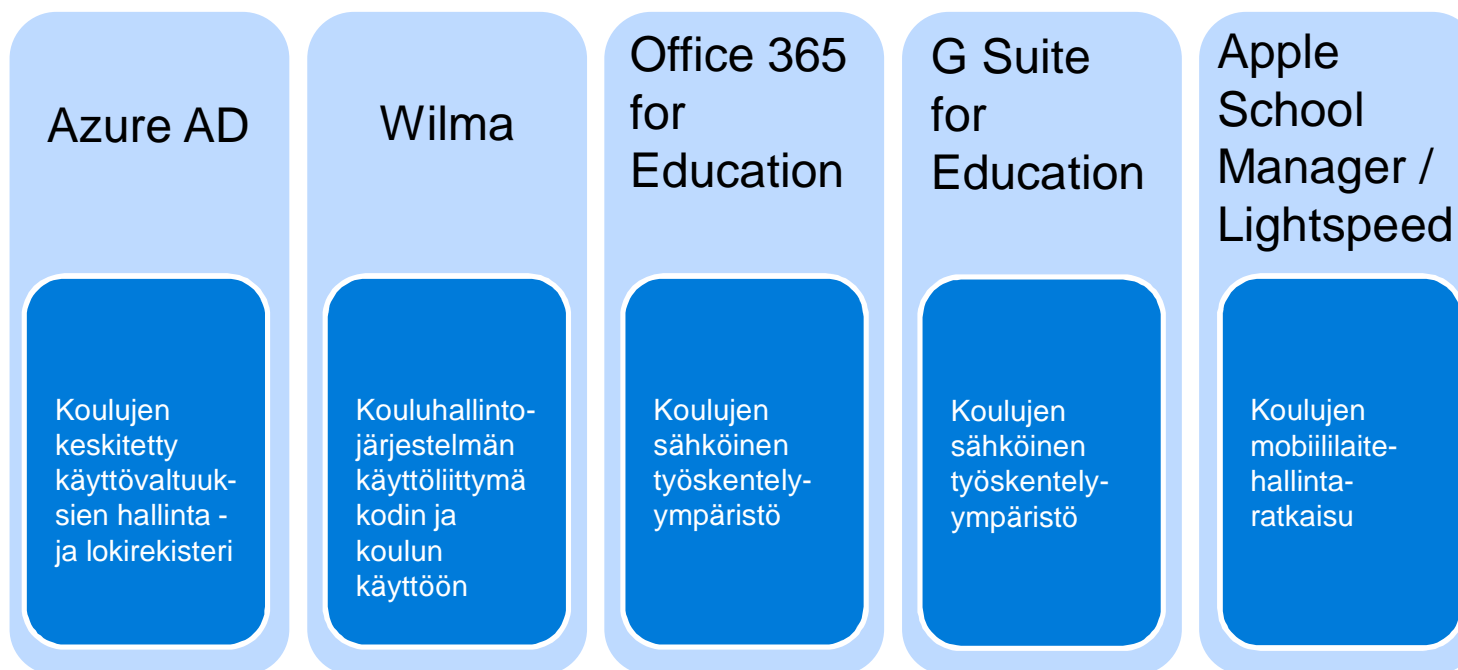 Azure AD
Koulujen
keskitetty
käyttövaltuuk-
sien hallinta -
ja lokirekisteri
Wilma
Kouluhallinto-
järjestelmän
käyttöliittymä
kodin ja
koulun
käyttöön
Office 365
for
Education
Koulujen
sähköinen
työskentely-
ympäristö
G Suite
for
Education
Koulujen
sähköinen
työskentely-
ympäristö
Apple
School
Manager /
Lightspeed
Koulujen
mobiililaite-
hallinta-
ratkaisu